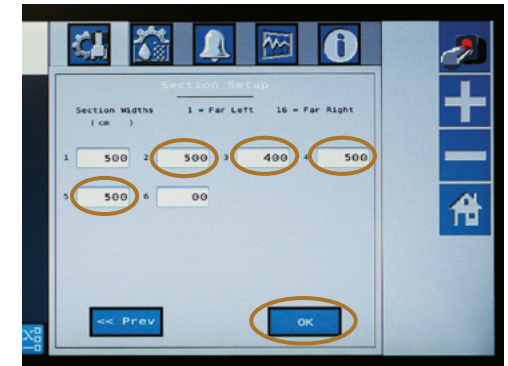 Section Setup
Section Widths 1 = Far Left 16 = Far Right
( cm )
1 500 2 500 3 400 4 500
5 500 6 00
<< Prev OK